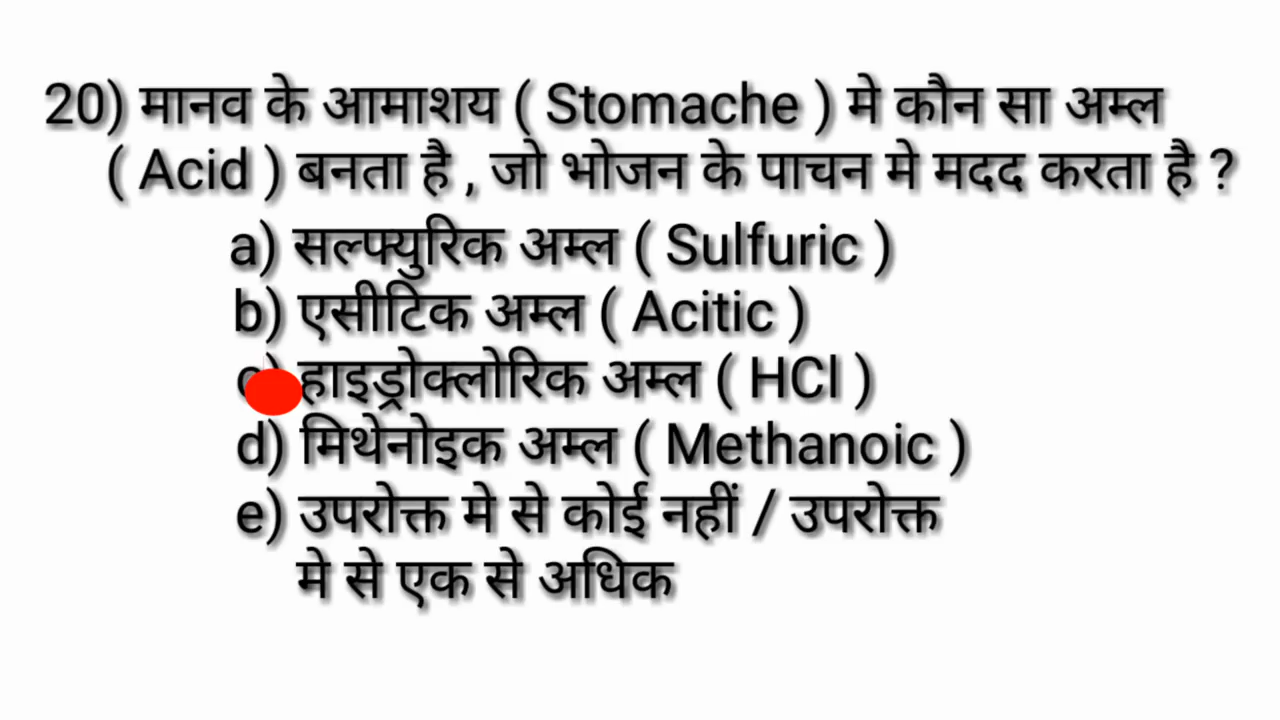 20) मानव के आमाशय ( Stomache ) मे कौन सा अम्ल
( Acid ) बनता है , जो भोजन के पाचन मे मदद करता है ?
a) सल्फ्युरिक अम्ल ( Sulfuric )
b) एसीटिक अम्ल ( Acitic )
c) हाइड्रोक्लोरिक अम्ल ( HCl )
d) मिथेनोइक अम्ल ( Methanoic )
e) उपरोक्त मे से कोई नहीं / उपरोक्त
मे से एक से अधिक